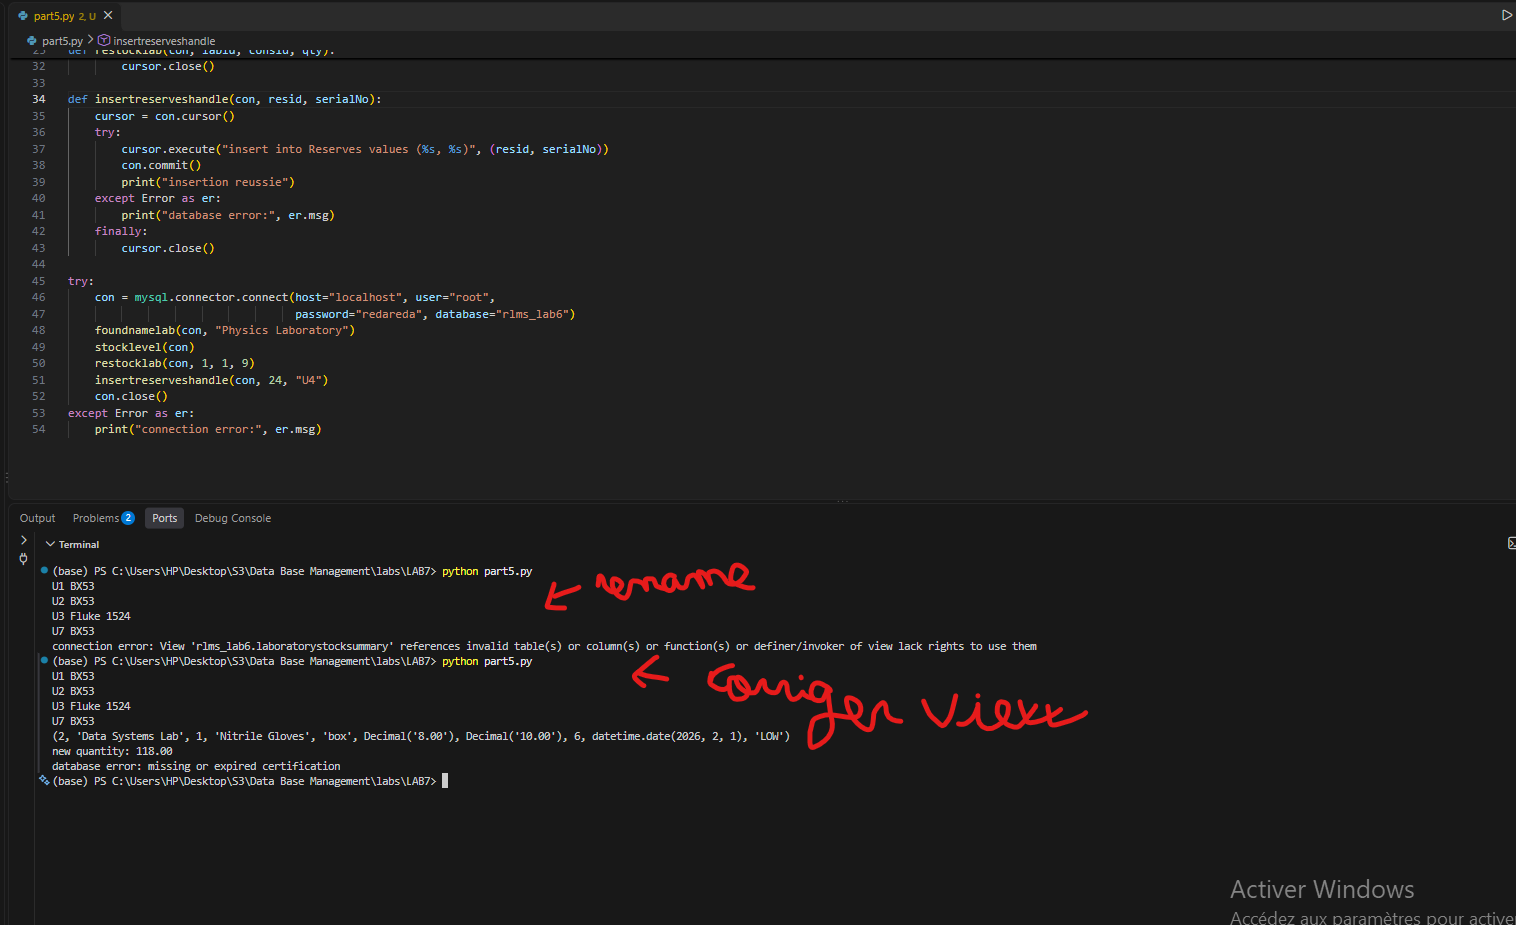 part5.py 2, U
part5.py > insertreserveshandle
23 def restocklab(con, labid, consid, qty):
32 cursor.close()
33
34 def insertreserveshandle(con, resid, serialNo):
35 cursor = con.cursor()
36 try:
37 cursor.execute("insert into Reserves values (%s, %s)", (resid, serialNo))
38 con.commit()
39 print("insertion reussie")
40 except Error as er:
41 print("database error:", er.msg)
42 finally:
43 cursor.close()
44
45 try:
46 con = mysql.connector.connect(host="localhost", user="root",
47 password="redareda", database="rlms_lab6")
48 foundnamelab(con, "Physics Laboratory")
49 stocklevel(con)
50 restocklab(con, 1, 1, 9)
51 insertreserveshandle(con, 24, "U4")
52 con.close()
53 except Error as er:
54 print("connection error:", er.msg)
Output Problems 2 Ports Debug Console
Terminal
(base) PS C:\Users\HP\Desktop\S3\Data Base Management\labs\LAB7> python part5.py
U1 BX53
rename
U2 BX53
U3 Fluke 1524
U7 BX53
connection error: View 'rlms_lab6.laboratorystocksummary' references invalid table(s) or column(s) or function(s) or definer/invoker of view lack rights to use them
(base) PS C:\Users\HP\Desktop\S3\Data Base Management\labs\LAB7> python part5.py
U1 BX53
corriger View
U2 BX53
U3 Fluke 1524
U7 BX53
(2, 'Data Systems Lab', 1, 'Nitrile Gloves', 'box', Decimal('8.00'), Decimal('10.00'), 6, datetime.date(2026, 2, 1), 'LOW')
new quantity: 118.00
database error: missing or expired certification
(base) PS C:\Users\HP\Desktop\S3\Data Base Management\labs\LAB7>
Activer Windows
Accédez aux paramètres pour activer